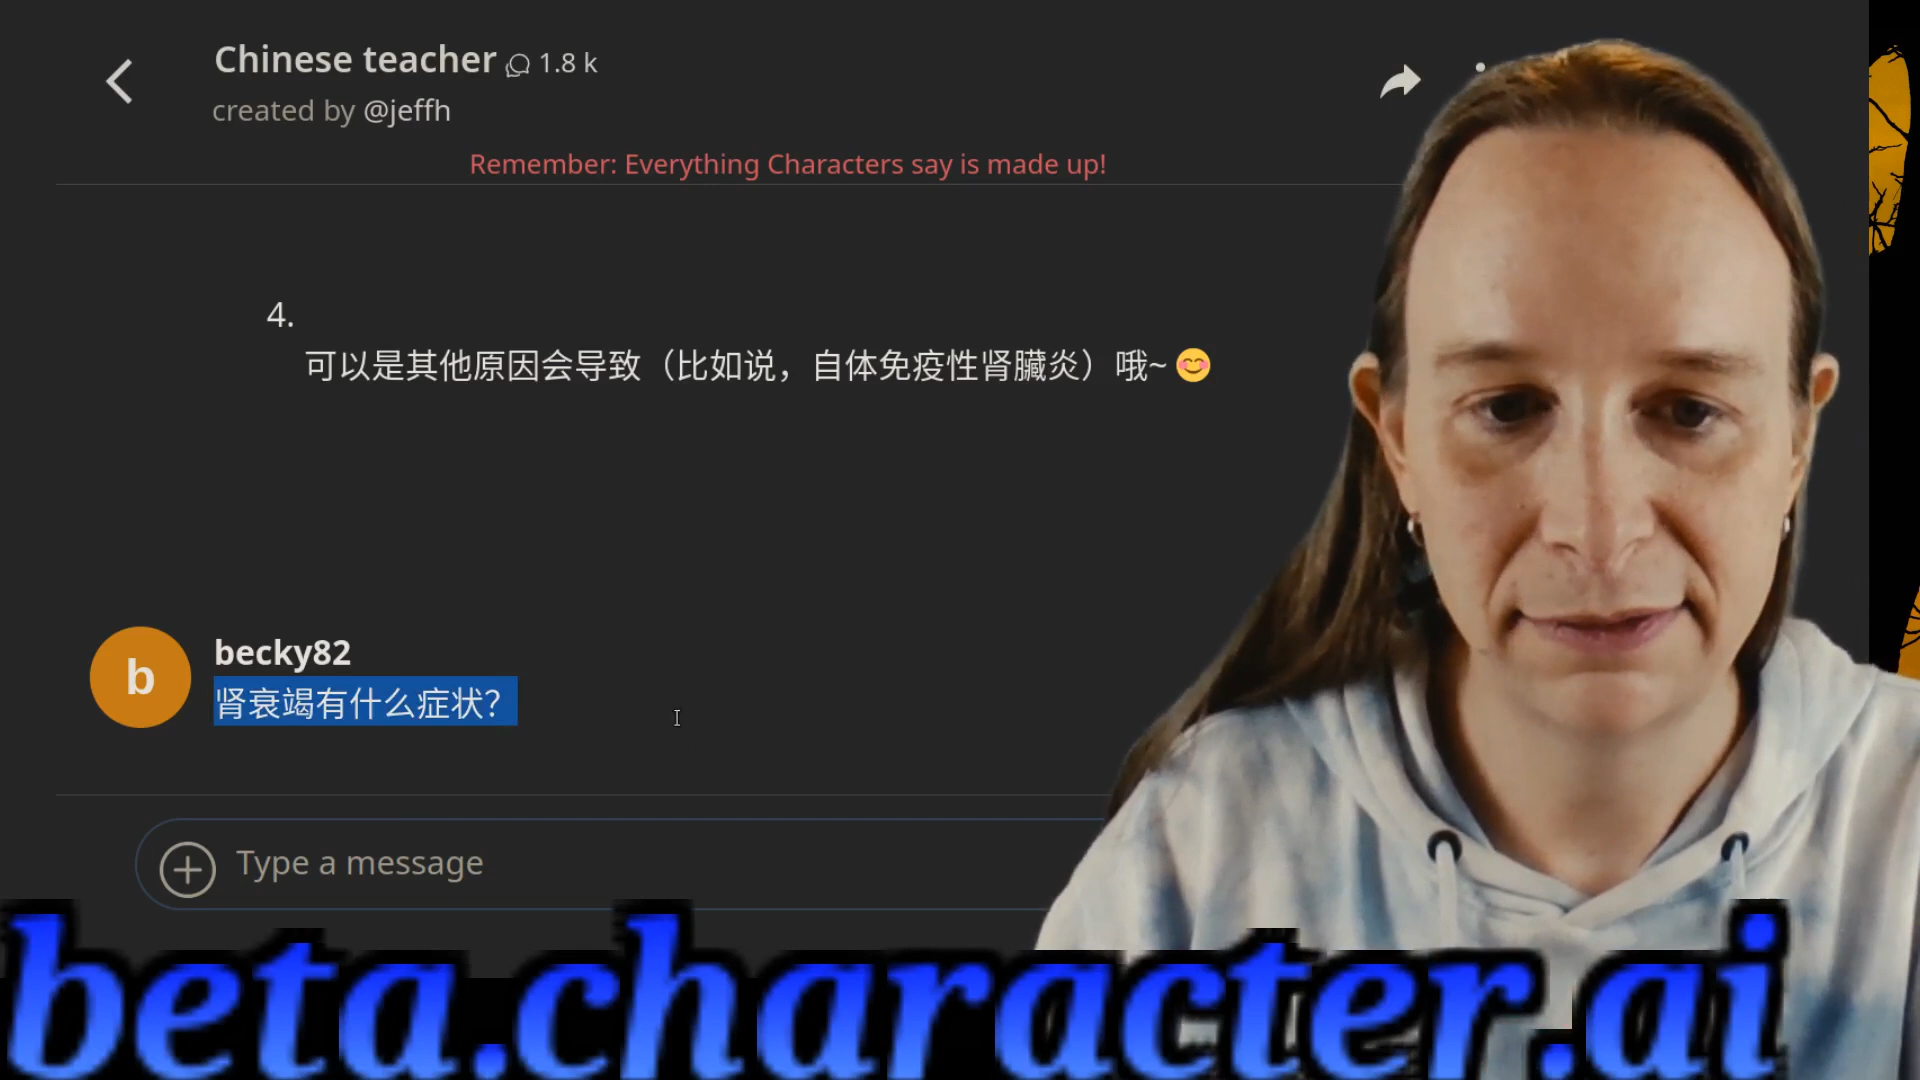 Chinese teacher 1.8 k
created by @jeffh
Remember: Everything Characters say is made up!
4.
可以是其他原因会导致（比如说，自体免疫性肾臓炎）哦~😊
b
becky82
肾衰竭有什么症状？
Type a message
beta.character.ai